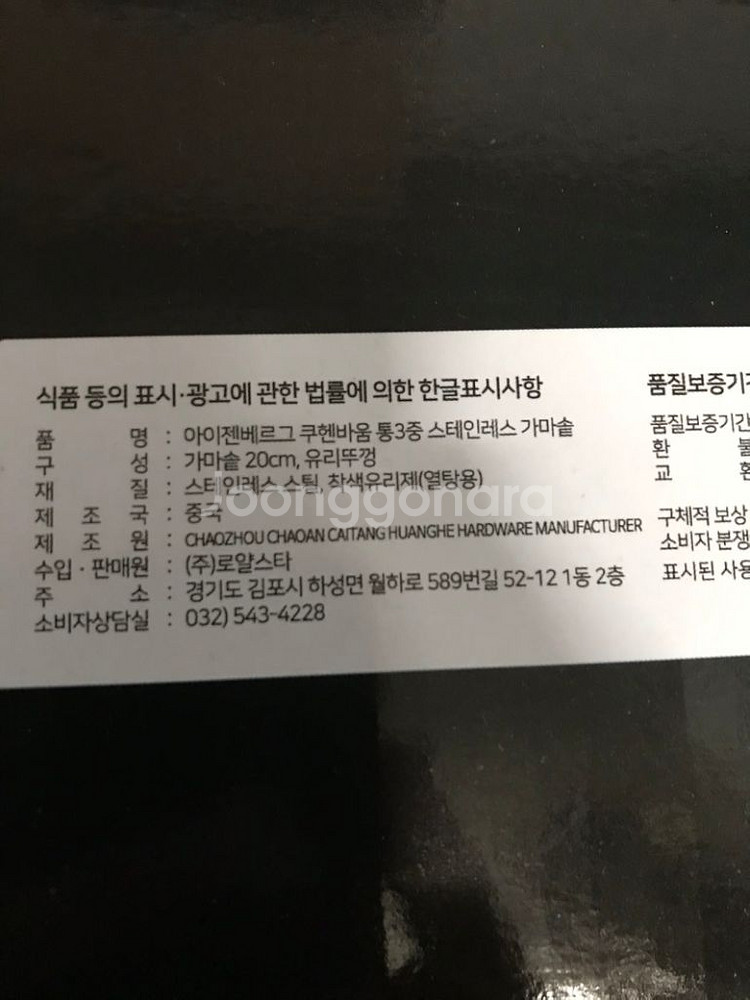 식품 등의 표시·광고에 관한 법률에 의한 한글표시사항
품 명 : 아이젠베르그 쿠헨바움 통3중 스테인레스 가마솥
구 성 : 가마솥 20cm, 유리뚜껑
재 질 : 스테인레스 스틸, 착색유리제(열탕용)
제 조 국 : 중국
제 조 원 : CHAOZHOU CHAOAN CAITANG HUANGHE HARDWARE MANUFACTURER
수입·판매원 : (주)로얄스타
주 소 : 경기도 김포시 하성면 월하로 589번길 52-12 1동 2층
소비자상담실 : 032) 543-4228
품질보증기
품질보증기간
환 불
교 환
구체적 보상
소비자 분쟁
표시된 사용
joonggonara